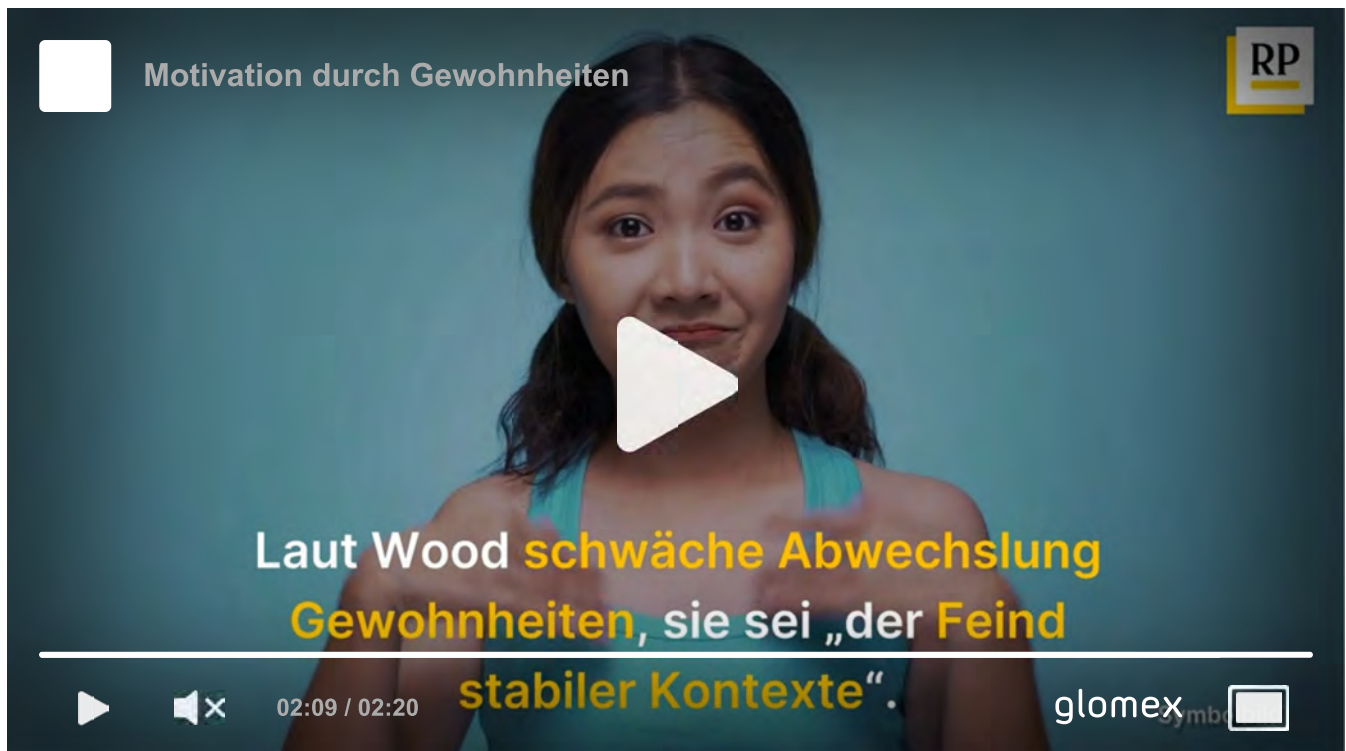 Motivation durch Gewohnheiten
RP
Laut Wood schwäche Abwechslung
Gewohnheiten, sie sei „der Feind
stabiler Kontexte“.
02:09 / 02:20
glomex